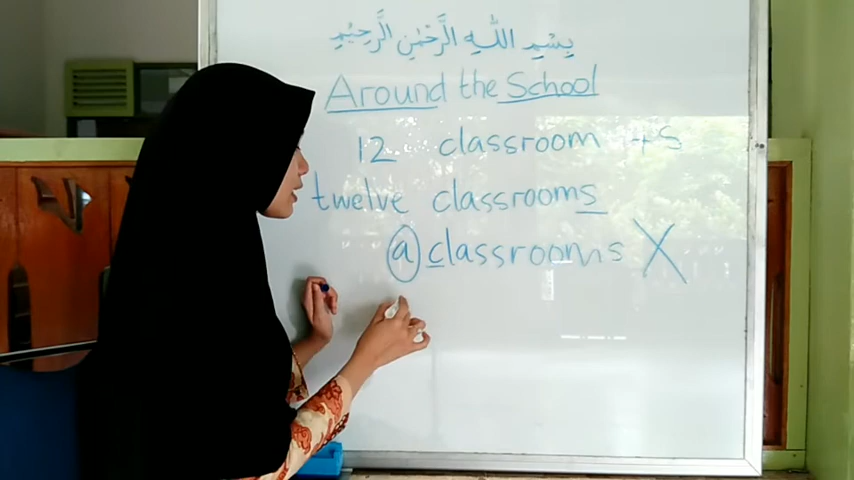 بِسْمِ اللّٰهِ الرَّحْمٰنِ الرَّحِيْمِ
Around the School
12 classroom +s
twelve classrooms
a classrooms X